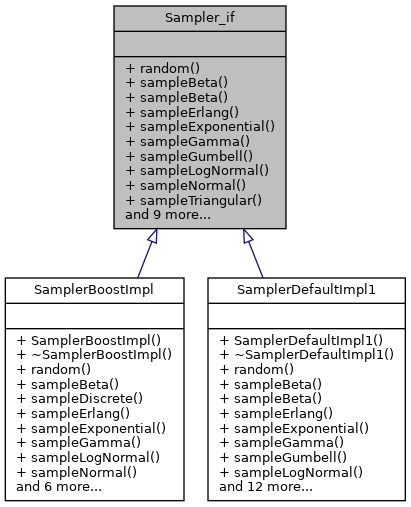 Sampler_if
+ random()
+ sampleBeta()
+ sampleBeta()
+ sampleErlang()
+ sampleExponential()
+ sampleGamma()
+ sampleGumbell()
+ sampleLogNormal()
+ sampleNormal()
+ sampleTriangular()
and 9 more...
SamplerBoostImpl
+ SamplerBoostImpl()
+ ~SamplerBoostImpl()
+ random()
+ sampleBeta()
+ sampleDiscrete()
+ sampleErlang()
+ sampleExponential()
+ sampleGamma()
+ sampleLogNormal()
+ sampleNormal()
and 6 more...
SamplerDefaultImpl1
+ SamplerDefaultImpl1()
+ ~SamplerDefaultImpl1()
+ random()
+ sampleBeta()
+ sampleBeta()
+ sampleErlang()
+ sampleExponential()
+ sampleGamma()
+ sampleGumbell()
+ sampleLogNormal()
and 12 more...